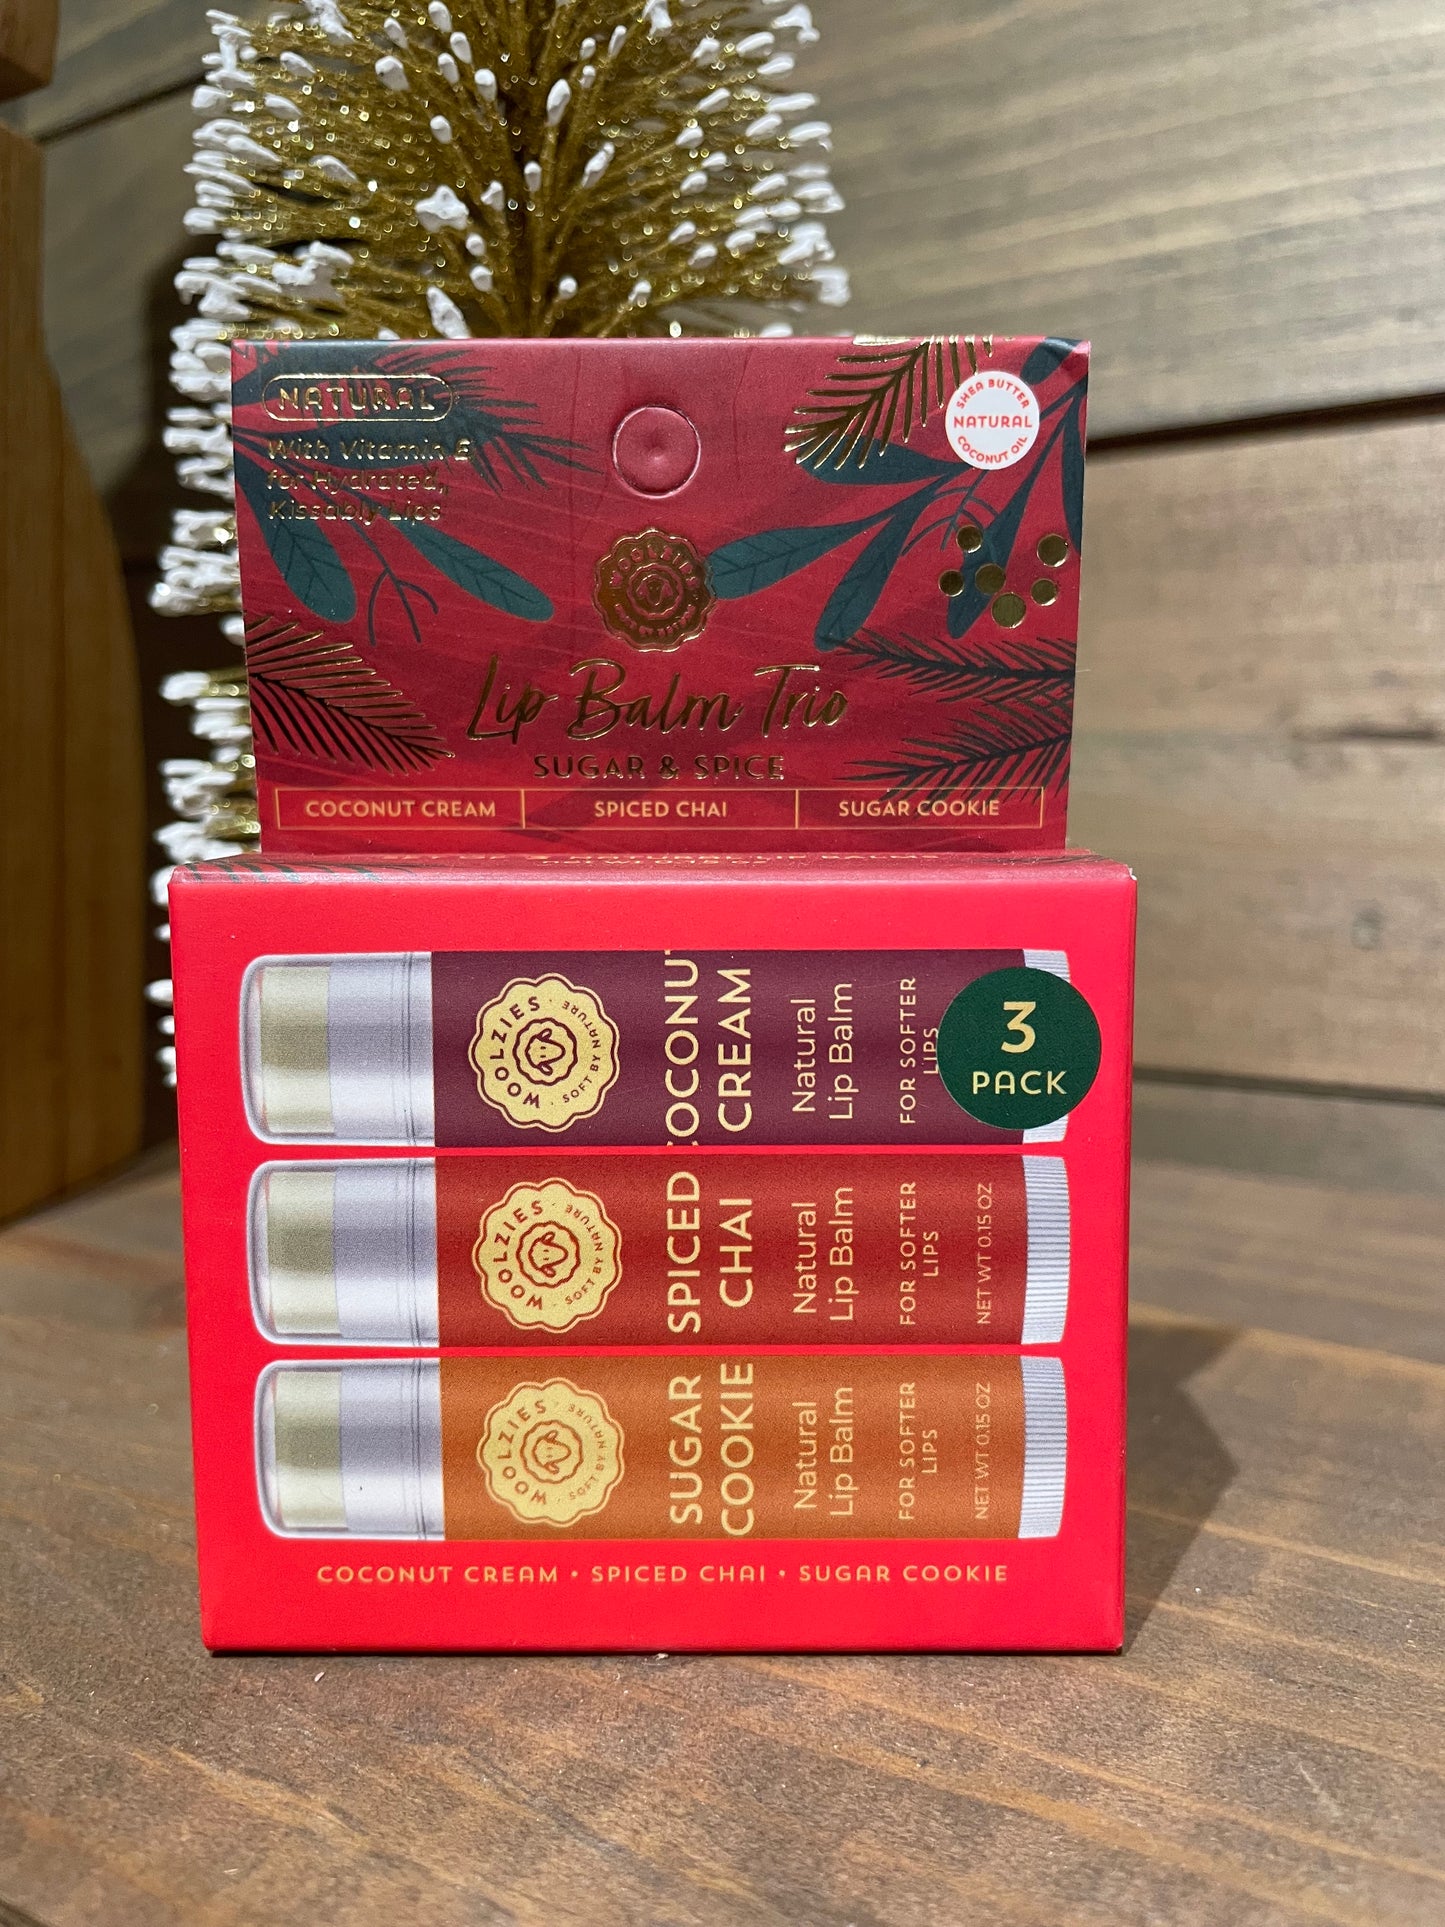 NATURAL
With Vitamin E
for Hydrated,
Kissably Lips
SHEA BUTTER
NATURAL
COCONUT OIL
WOOLZIES
Lip Balm Trio
SUGAR & SPICE
COCONUT CREAM
SPICED CHAI
SUGAR COOKIE
WOOLZIES · SOFT BY NATURE ·
COCONUT
CREAM
Natural
Lip Balm
FOR SOFTER
LIPS
3
PACK
WOOLZIES · SOFT BY NATURE ·
SPICED
CHAI
Natural
Lip Balm
FOR SOFTER
LIPS
NET WT 0.15 OZ
WOOLZIES · SOFT BY NATURE ·
SUGAR
COOKIE
Natural
Lip Balm
FOR SOFTER
LIPS
NET WT 0.15 OZ
COCONUT CREAM • SPICED CHAI • SUGAR COOKIE